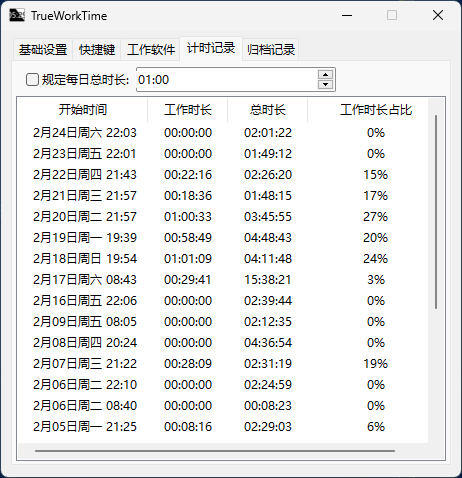 TrueWorkTime
基础设置 快捷键 工作软件 计时记录 归档记录
规定每日总时长: 01:00
开始时间 工作时长 总时长 工作时长占比
2月24日周六 22:03 00:00:00 02:01:22 0%
2月23日周五 22:01 00:00:00 01:49:12 0%
2月22日周四 21:43 00:22:16 02:26:20 15%
2月21日周三 21:57 00:18:36 01:48:15 17%
2月20日周二 21:57 01:00:33 03:45:55 27%
2月19日周一 19:39 00:58:49 04:48:43 20%
2月18日周日 19:54 01:01:09 04:11:48 24%
2月17日周六 08:43 00:29:41 15:38:21 3%
2月16日周五 22:06 00:00:00 02:39:44 0%
2月09日周五 08:05 00:00:00 02:12:35 0%
2月08日周四 20:24 00:00:00 04:36:54 0%
2月07日周三 21:22 00:28:09 02:31:19 19%
2月06日周二 22:10 00:00:00 02:24:59 0%
2月06日周二 08:40 00:00:00 00:08:23 0%
2月05日周一 21:25 00:08:16 02:29:03 6%